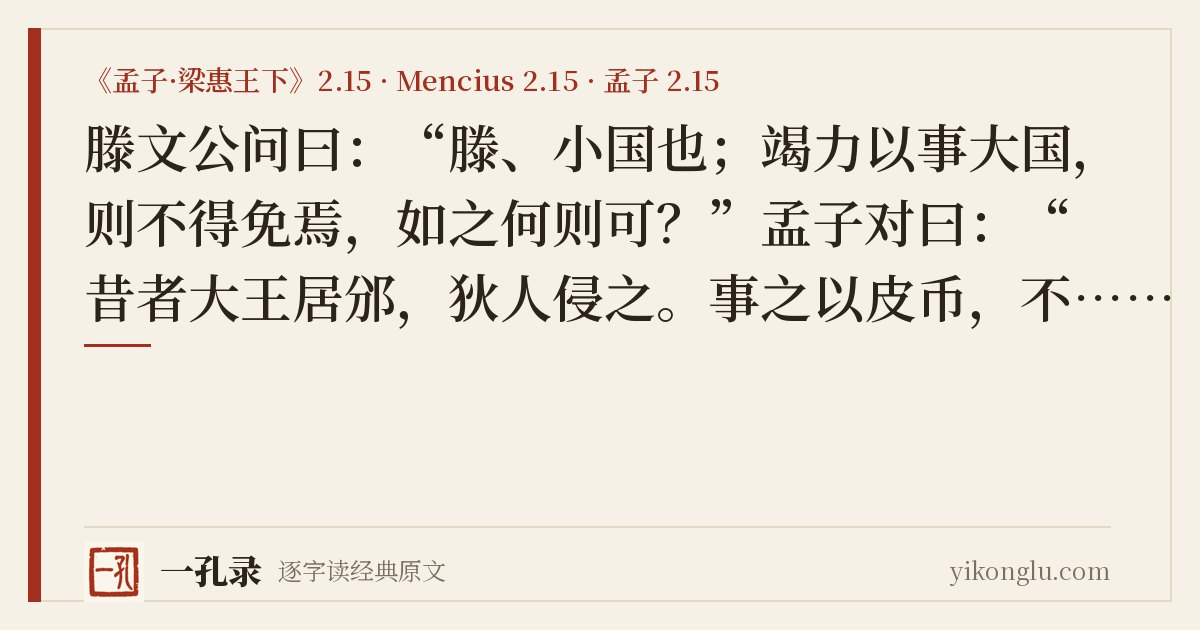 《孟子·梁惠王下》2.15 · Mencius 2.15 · 孟子 2.15
滕文公问曰：“滕、小国也；竭力以事大国，
则不得免焉，如之何则可？”孟子对曰：“
昔者大王居邠，狄人侵之。事之以皮币，不……
一孔
一孔录 逐字读经典原文 yikonglu.com